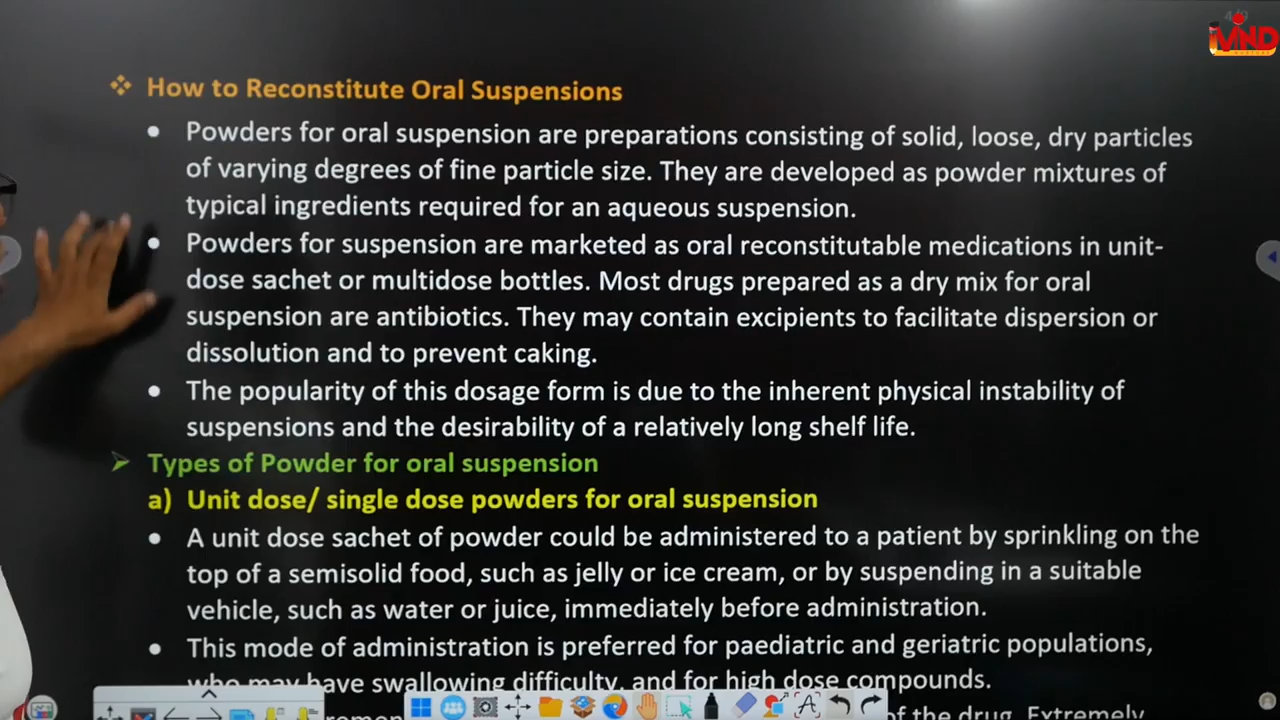 How to Reconstitute Oral Suspensions
Powders for oral suspension are preparations consisting of solid, loose, dry particles
of varying degrees of fine particle size. They are developed as powder mixtures of
typical ingredients required for an aqueous suspension.
Powders for suspension are marketed as oral reconstitutable medications in unit-
dose sachet or multidose bottles. Most drugs prepared as a dry mix for oral
suspension are antibiotics. They may contain excipients to facilitate dispersion or
dissolution and to prevent caking.
The popularity of this dosage form is due to the inherent physical instability of
suspensions and the desirability of a relatively long shelf life.
Types of Powder for oral suspension
a) Unit dose/ single dose powders for oral suspension
A unit dose sachet of powder could be administered to a patient by sprinkling on the
top of a semisolid food, such as jelly or ice cream, or by suspending in a suitable
vehicle, such as water or juice, immediately before administration.
This mode of administration is preferred for paediatric and geriatric populations,
who may have swallowing difficulty, and for high dose compounds.
of the drug. Extremely